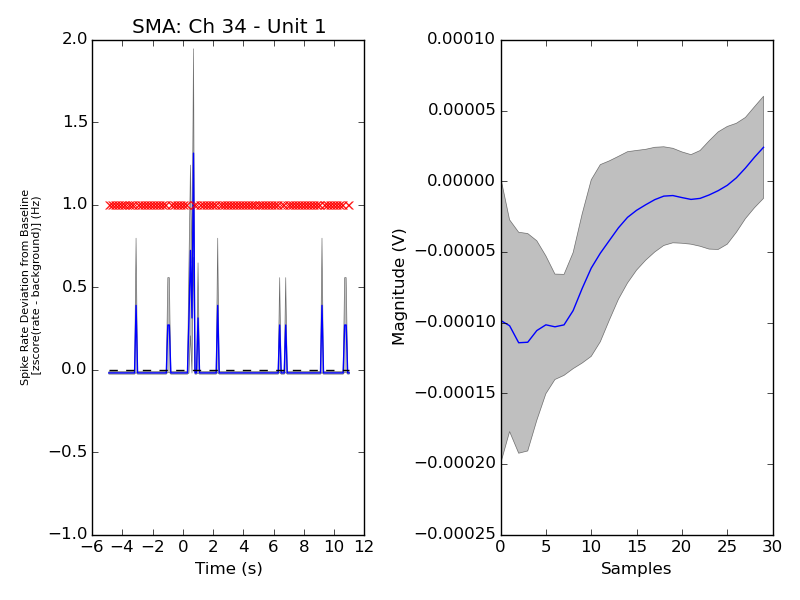 SMA: Ch 34 - Unit 1
2.0
1.5
1.0
0.5
0.0
−0.5
−1.0
−6 −4 −2 0 2 4 6 8 10 12
Time (s)
Spike Rate Deviation from Baseline
[zscore(rate - background)] (Hz)
0.00010
0.00005
0.00000
−0.00005
−0.00010
−0.00015
−0.00020
−0.00025
0 5 10 15 20 25 30
Samples
Magnitude (V)